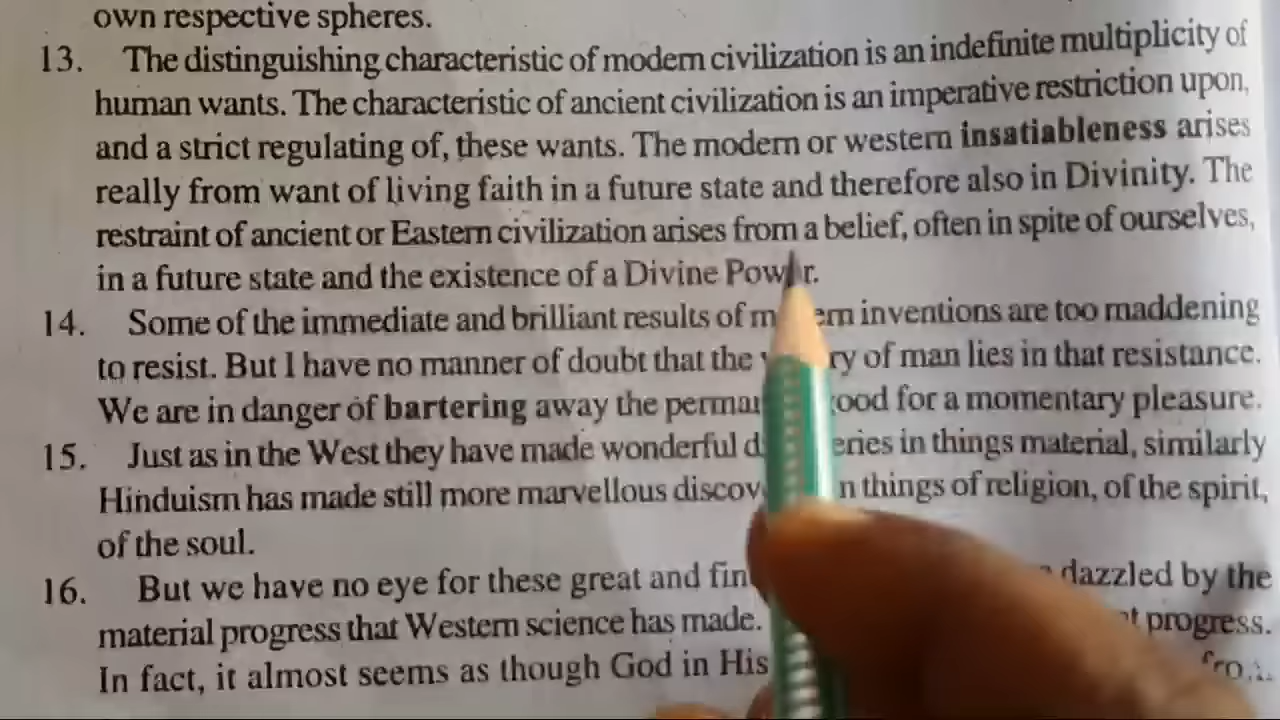 own respective spheres.
13. The distinguishing characteristic of modern civilization is an indefinite multiplicity of
human wants. The characteristic of ancient civilization is an imperative restriction upon,
and a strict regulating of, these wants. The modern or western insatiableness arises
really from want of living faith in a future state and therefore also in Divinity. The
restraint of ancient or Eastern civilization arises from a belief, often in spite of ourselves,
in a future state and the existence of a Divine Power.
14. Some of the immediate and brilliant results of modern inventions are too maddening
to resist. But I have no manner of doubt that the of man lies in that resistance.
We are in danger of bartering away the permanent good for a momentary pleasure.
15. Just as in the West they have made wonderful discoveries in things material, similarly
Hinduism has made still more marvellous discoveries in things of religion, of the spirit,
of the soul.
16. But we have no eye for these great and dazzled by the
material progress that Western science has made. progress.
In fact, it almost seems as though God in His